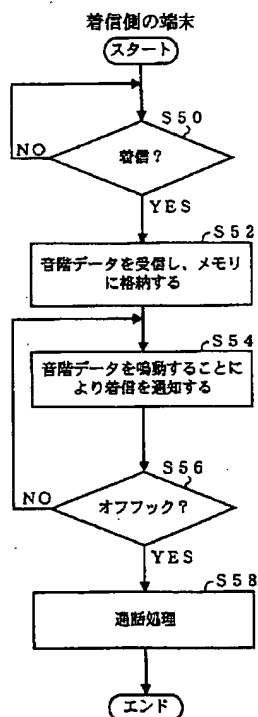 着信側の端末
スタート
S50
着信？
NO
YES
S52
音階データを受信し、メモリ
に格納する
S54
音階データを鳴動することに
より着信を通知する
S56
オフフック？
NO
YES
S58
通話処理
エンド